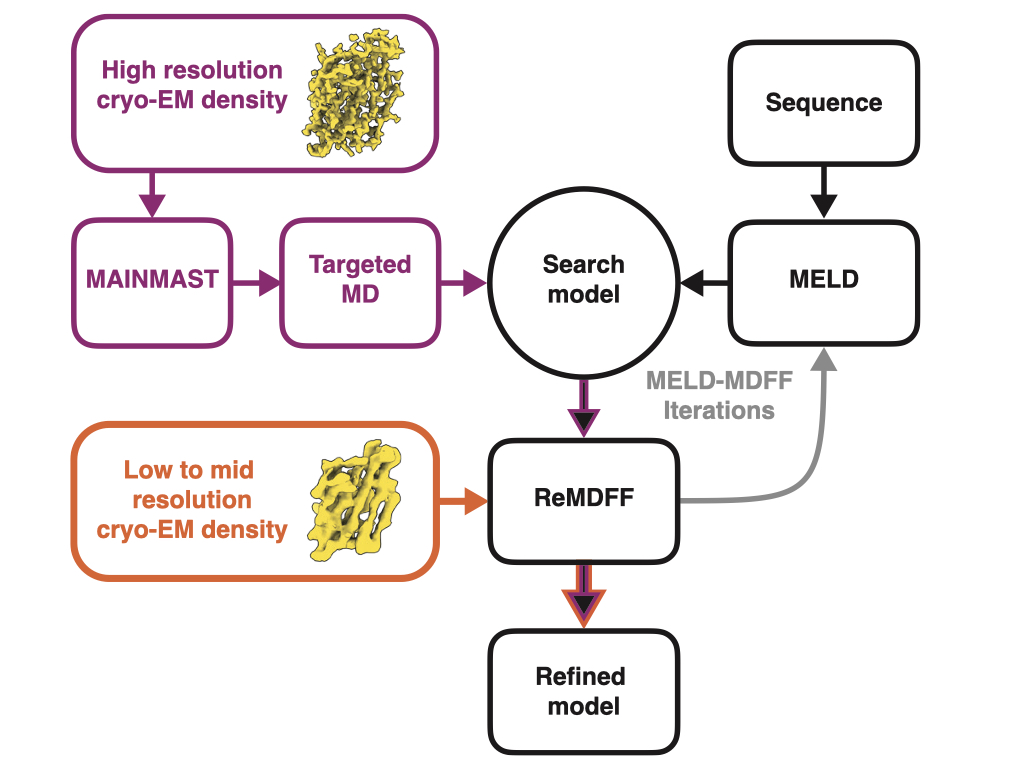 High resolution
cryo-EM density
Sequence
MAINMAST
Targeted
MD
Search
model
MELD
MELD-MDFF
Iterations
Low to mid
resolution
cryo-EM density
ReMDFF
Refined
model